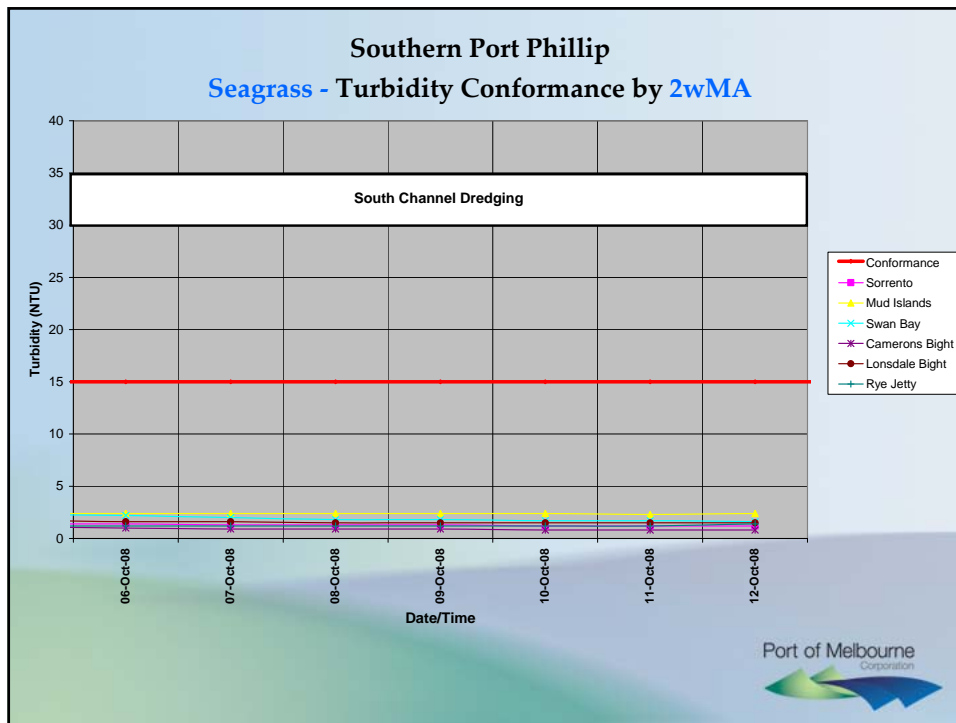 Southern Port Phillip
Seagrass - Turbidity Conformance by 2wMA
40
35
30
25
20
15
10
5
0
Turbidity (NTU)
South Channel Dredging
Conformance
Sorrento
Mud Islands
Swan Bay
Camerons Bight
Lonsdale Bight
Rye Jetty
06-Oct-08
07-Oct-08
08-Oct-08
09-Oct-08
10-Oct-08
11-Oct-08
12-Oct-08
Date/Time
Port of Melbourne
Corporation